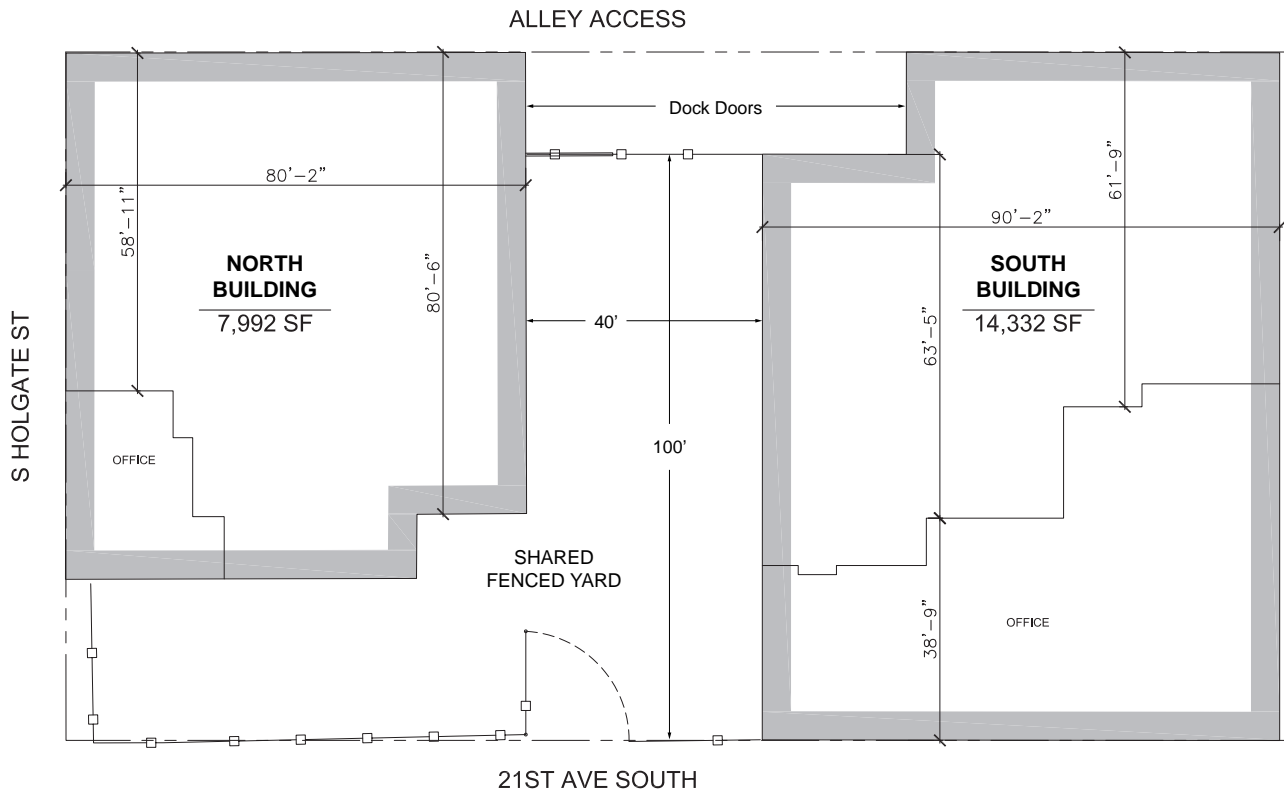 ALLEY ACCESS
Dock Doors
80’–2”
58’–11”
80’–6”
61’–9”
90’–2”
NORTH
BUILDING
7,992 SF
SOUTH
BUILDING
14,332 SF
40’
63’–5”
S HOLGATE ST
100’
OFFICE
SHARED
FENCED YARD
38’–9”
OFFICE
21ST AVE SOUTH